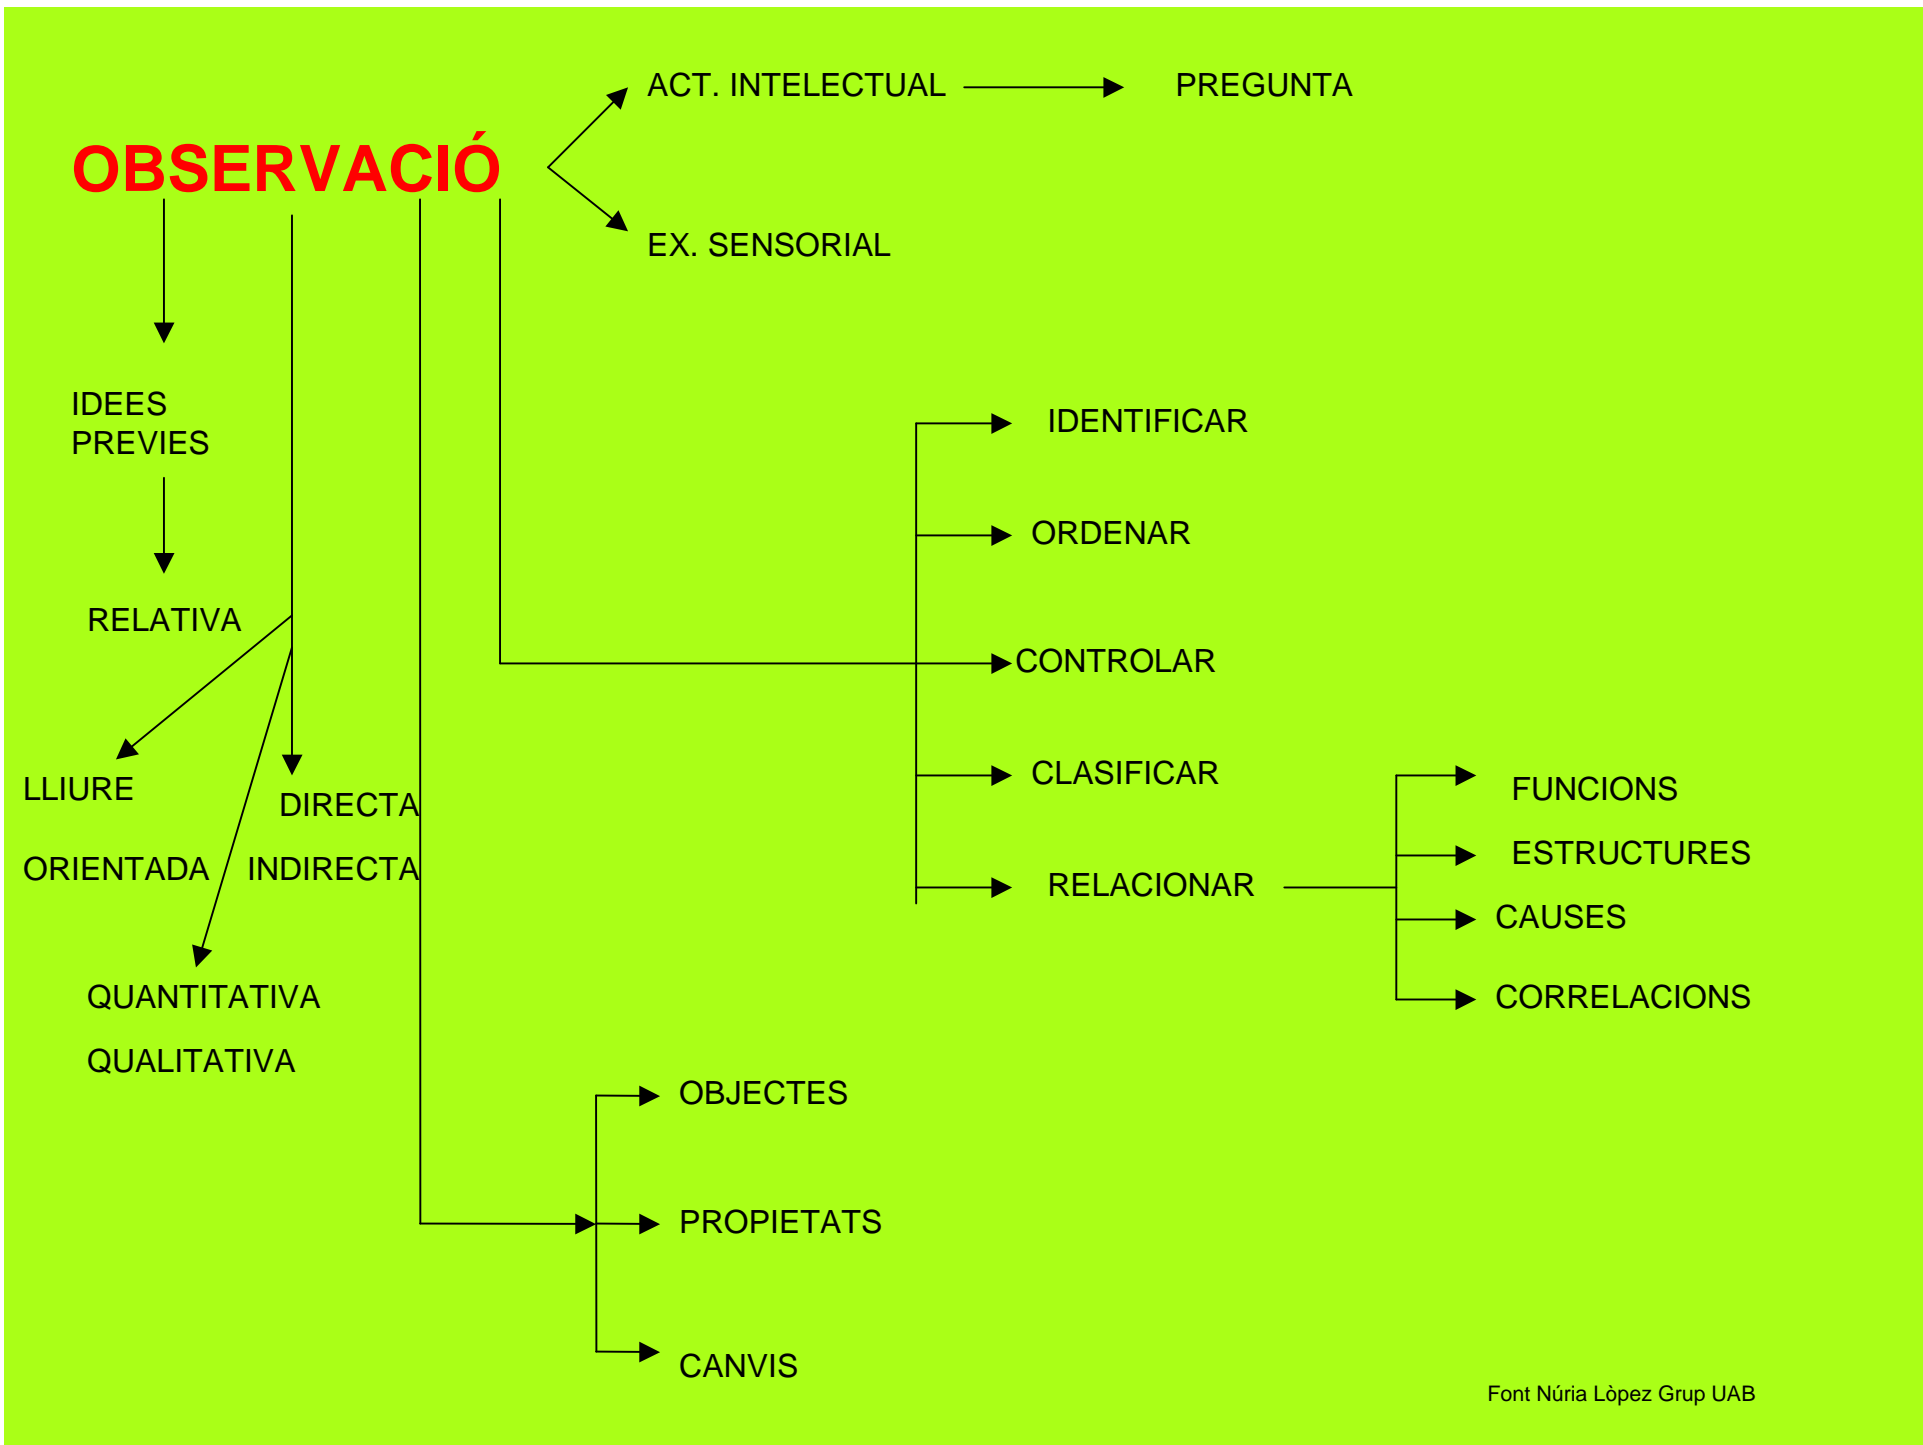 ACT. INTELECTUAL
PREGUNTA
OBSERVACIÓ
EX. SENSORIAL
IDEES
PREVIES
RELATIVA
LLIURE
ORIENTADA
DIRECTA
INDIRECTA
QUANTITATIVA
QUALITATIVA
IDENTIFICAR
ORDENAR
CONTROLAR
CLASIFICAR
RELACIONAR
FUNCIONS
ESTRUCTURES
CAUSES
CORRELACIONS
OBJECTES
PROPIETATS
CANVIS
Font Núria Lòpez Grup UAB